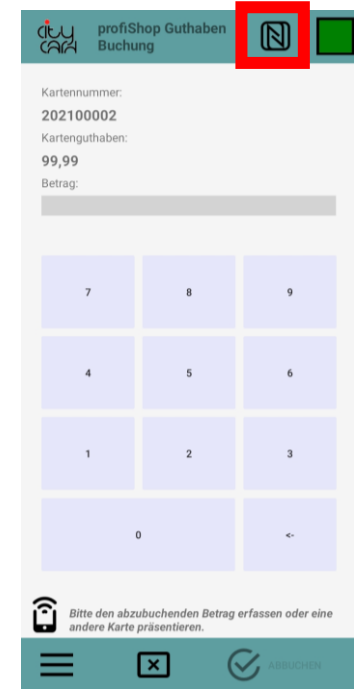 city
card
profiShop Guthaben
Buchung
Kartennummer:
202100002
Kartenguthaben:
99,99
Betrag:
7 8 9
4 5 6
1 2 3
0 <-
Bitte den abzubuchenden Betrag erfassen oder eine
andere Karte präsentieren.
ABBUCHEN